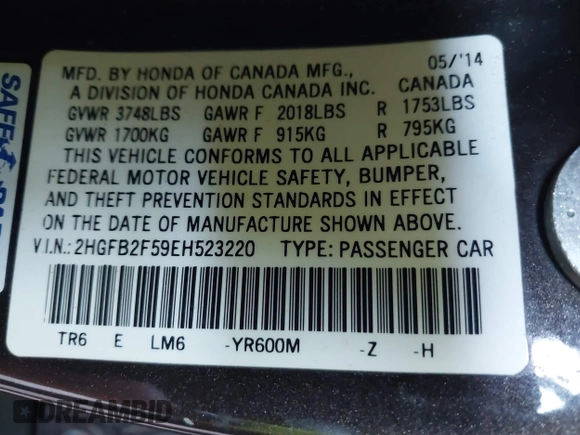 05/'14
MFD. BY HONDA OF CANADA MFG.,
A DIVISION OF HONDA CANADA INC. CANADA
GVWR 3748LBS GAWR F 2018LBS R 1753LBS
GVWR 1700KG GAWR F 915KG R 795KG
THIS VEHICLE CONFORMS TO ALL APPLICABLE
FEDERAL MOTOR VEHICLE SAFETY, BUMPER,
AND THEFT PREVENTION STANDARDS IN EFFECT
ON THE DATE OF MANUFACTURE SHOWN ABOVE.
V.I.N.: 2HGFB2F59EH523220 TYPE: PASSENGER CAR
TR6 E LM6 -YR600M -Z -H
SAFE
DREAMBID